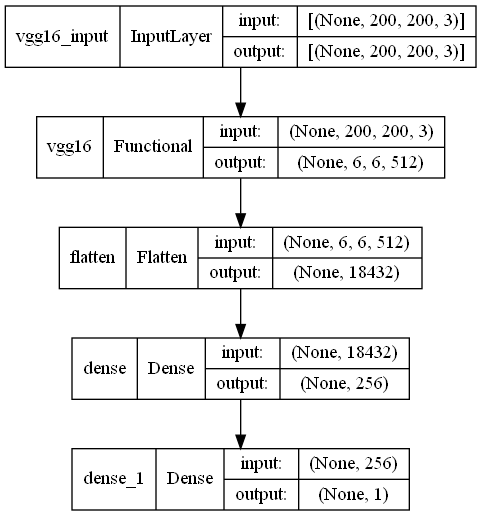 vgg16_input InputLayer input: [(None, 200, 200, 3)]
output: [(None, 200, 200, 3)]
vgg16 Functional input: (None, 200, 200, 3)
output: (None, 6, 6, 512)
flatten Flatten input: (None, 6, 6, 512)
output: (None, 18432)
dense Dense input: (None, 18432)
output: (None, 256)
dense_1 Dense input: (None, 256)
output: (None, 1)